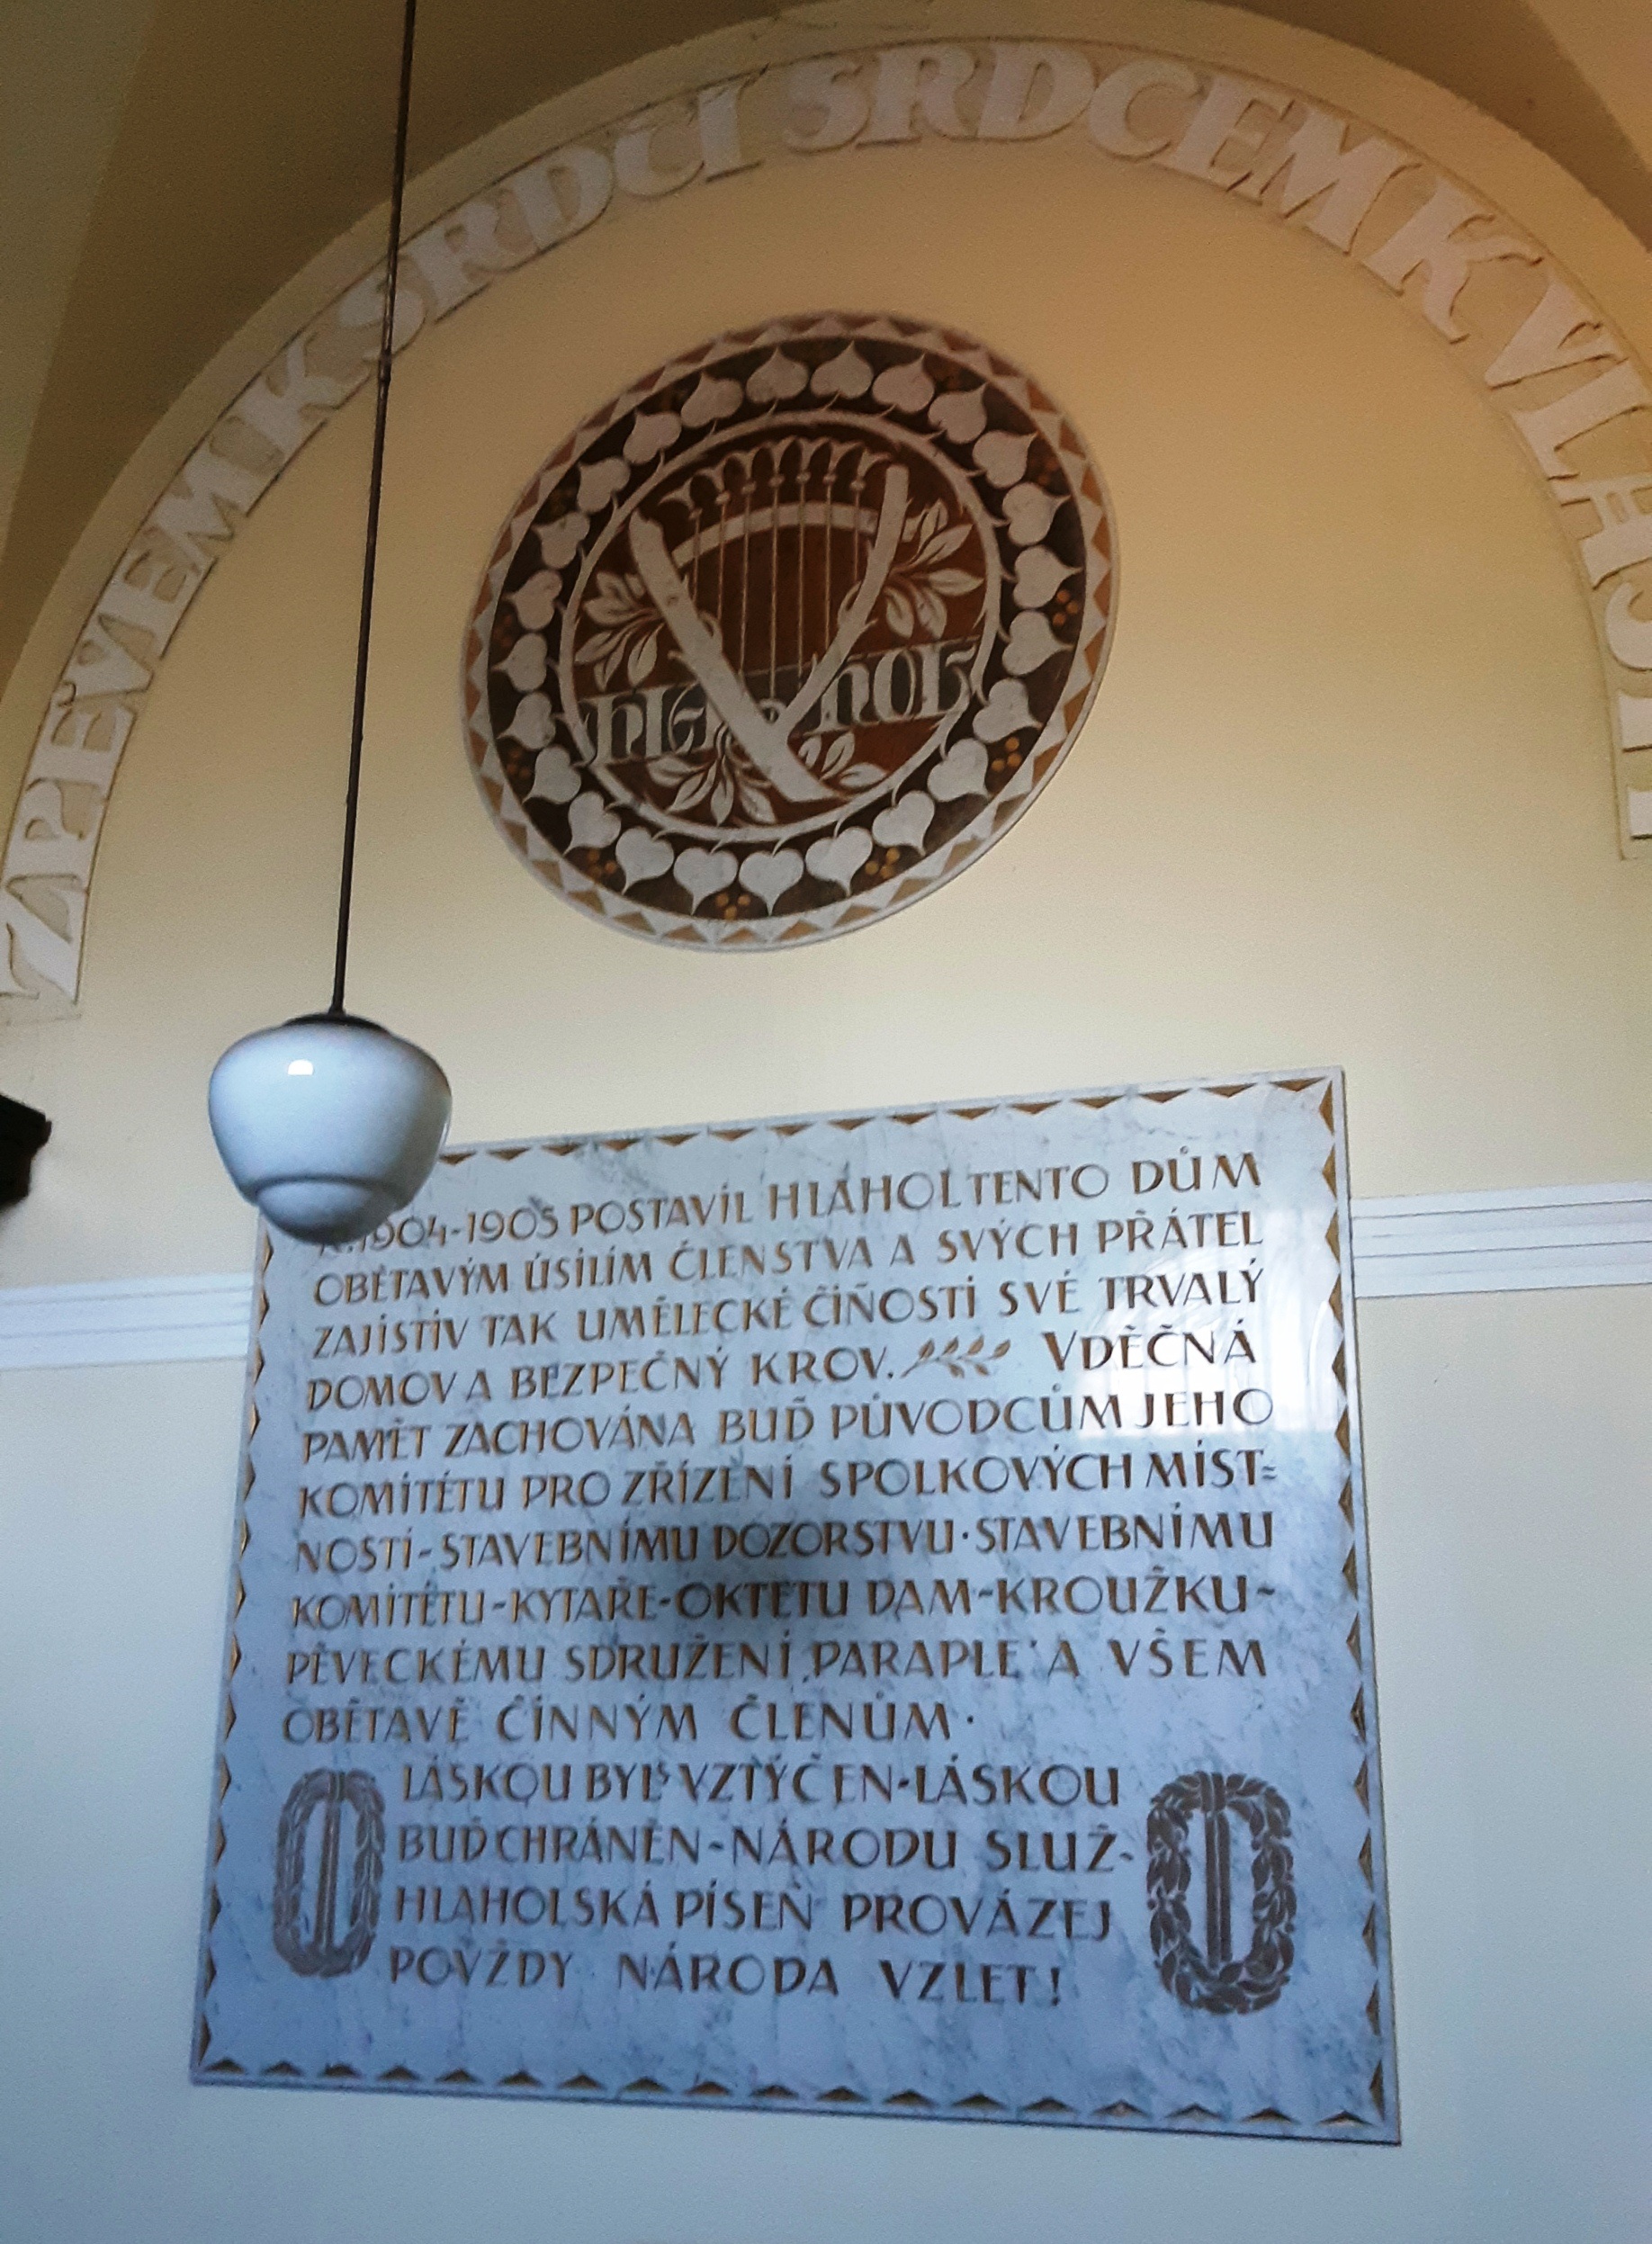 ZPĚVEM K SRDCI SRDCEM K VLASTI
HLAHOL
R. 1904-1905 POSTAVIL HLAHOL TENTO DŮM
OBĚTAVÝM ÚSILÍM ČLENSTVA A SVÝCH PŘÁTEL
ZAJISTIV TAK UMĚLECKÉ ČIŇOSTI SVÉ TRVALÝ
DOMOV A BEZPEČNÝ KROV. VDĚČNÁ
PAMĚT ZACHOVÁNA BUĎ PŮVODCŮM JEHO
KOMITÉTU PRO ZŘÍZENÍ SPOLKOVÝCH MÍST=
NOSTÍ-STAVEBNÍMU DOZORSTVU·STAVEBNÍMU
KOMITÉTU-KYTAŘE-OKTETU DAM-KROUŽKU-
PĚVECKÉMU SDRUŽENÍ ‚PARAPLE‘ A VŠEM
OBĚTAVĚ ČINNÝM ČLENŮM·
LÁSKOU BYLS VZTÝČEN-LÁSKOU
BUĎ CHRÁNĚN-NÁRODU SLUŽ-
HLAHOLSKÁ PÍSEŇ PROVÁZEJ
POVŽDY NÁRODA VZLET!